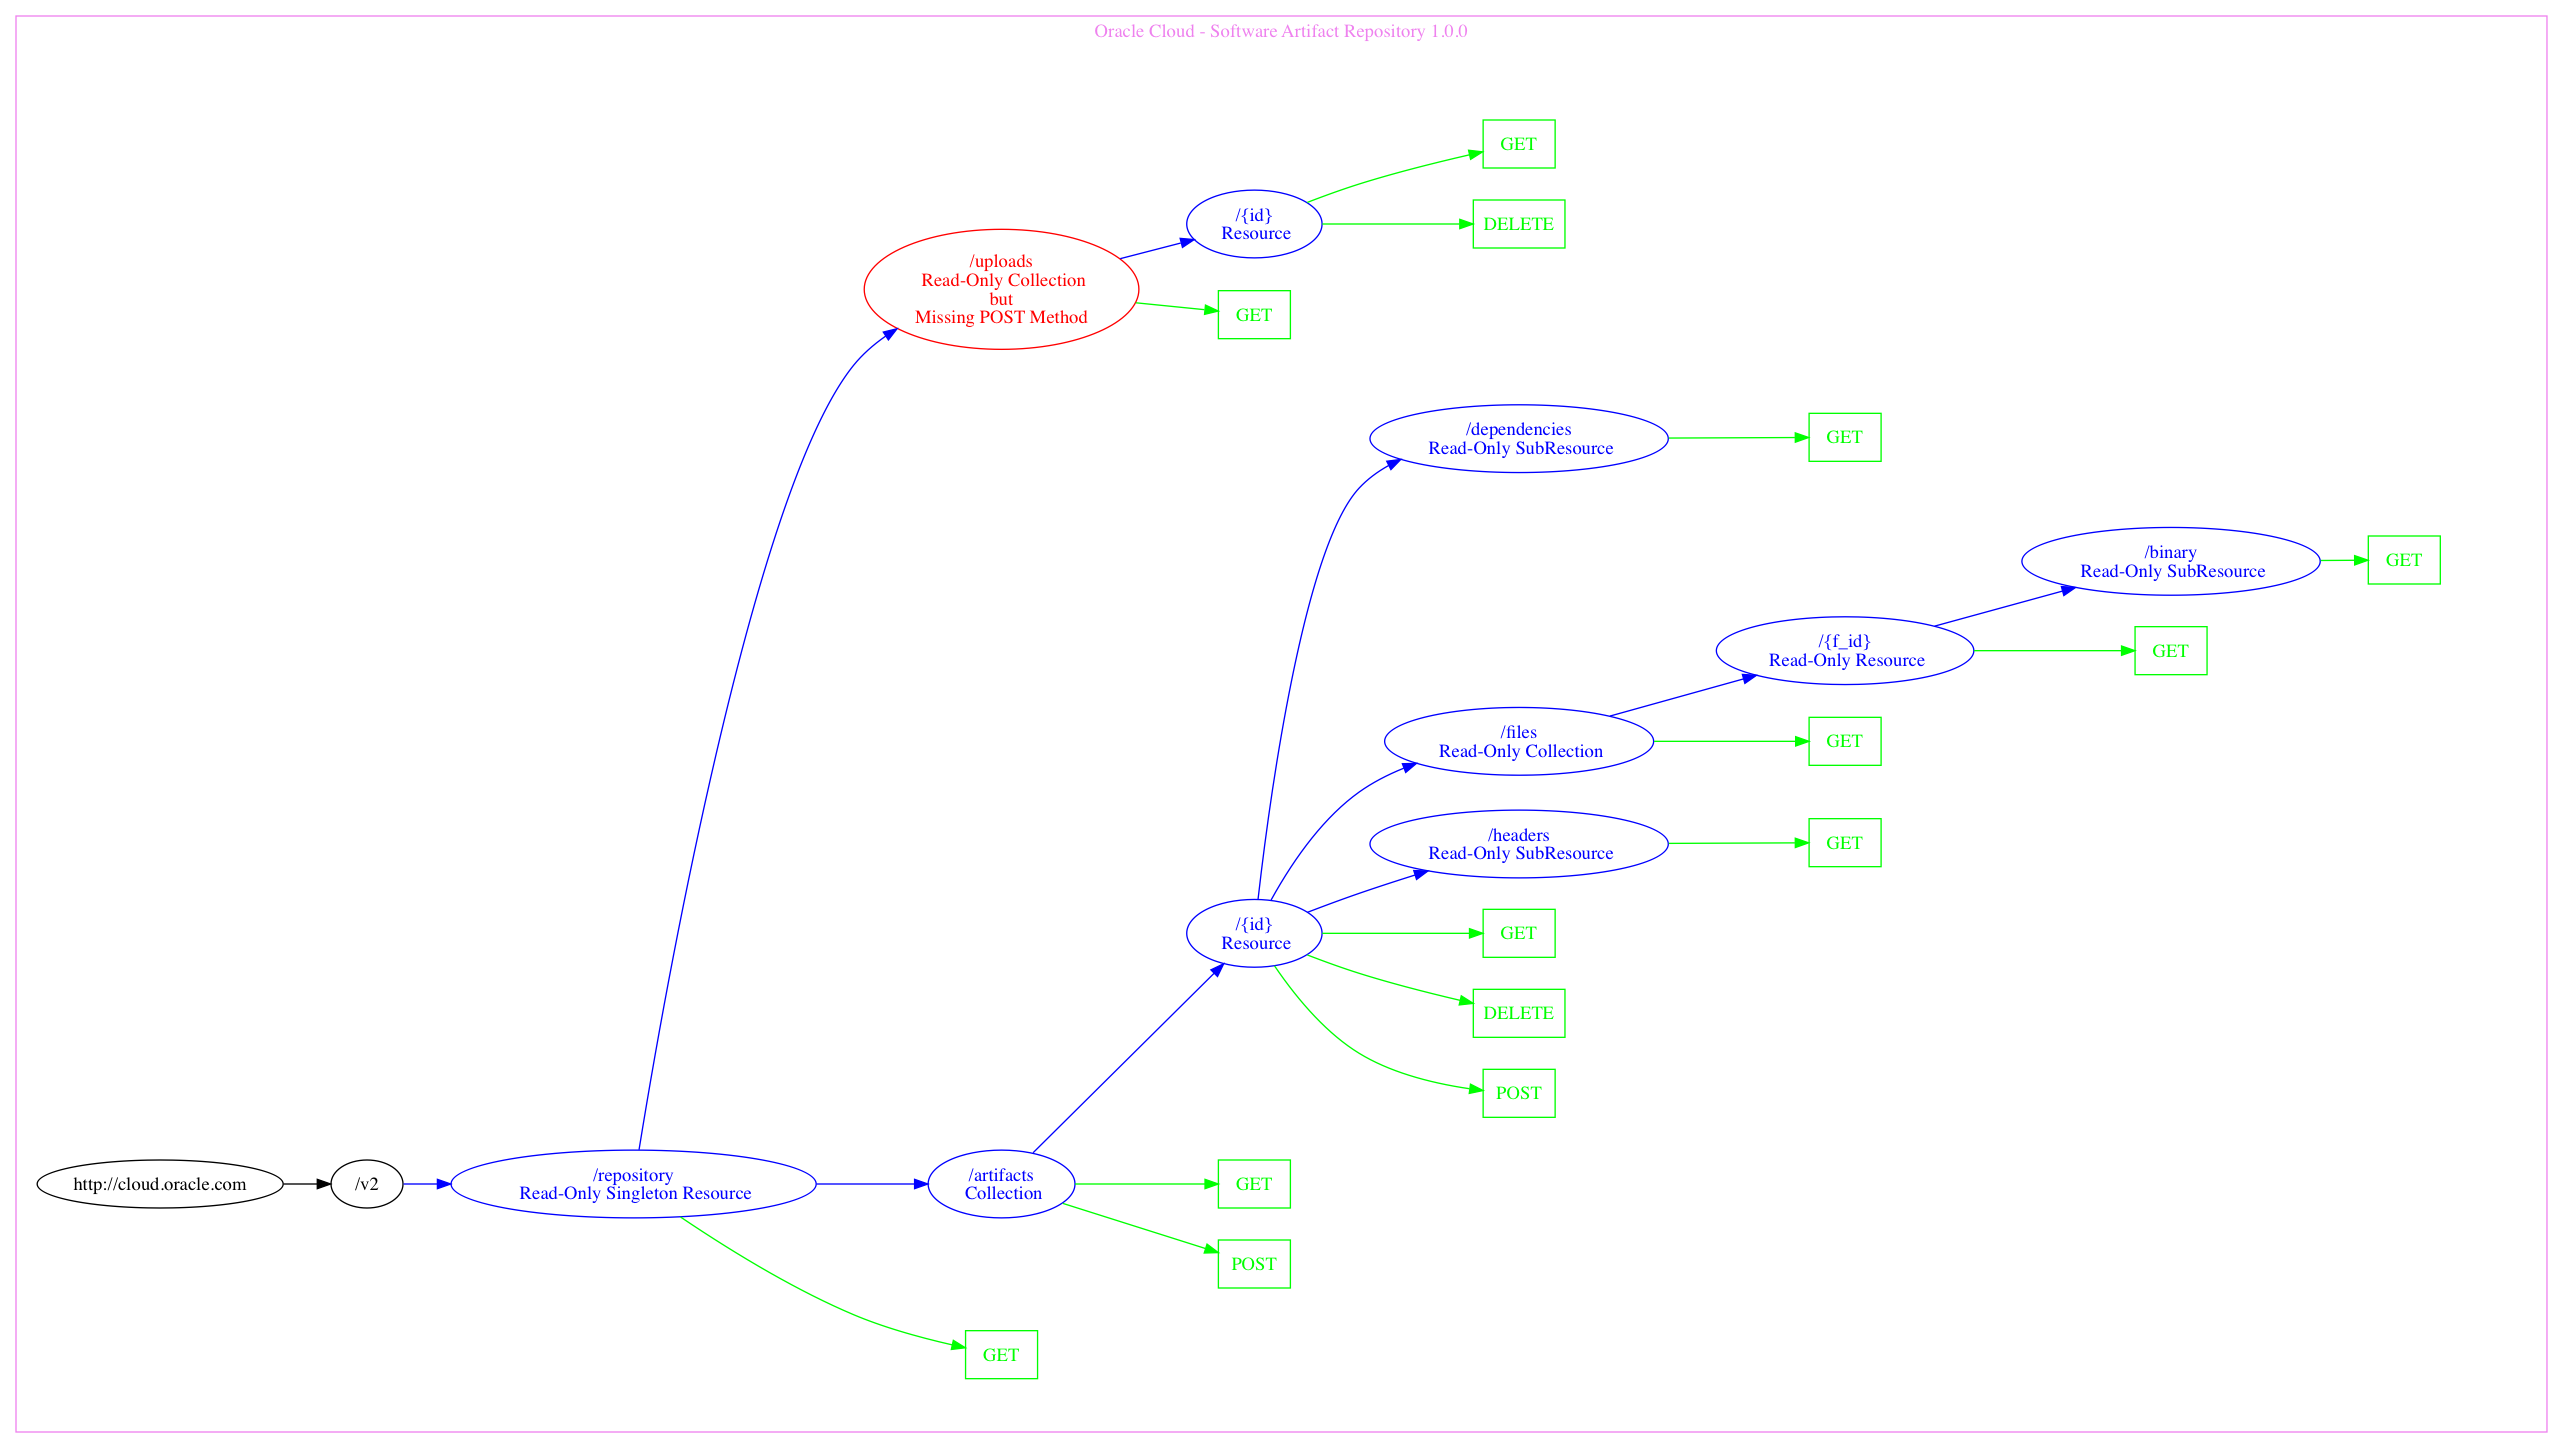 Oracle Cloud - Software Artifact Repository 1.0.0
GET
/{id}
Resource
DELETE
/uploads
Read-Only Collection
but
Missing POST Method
GET
/dependencies
Read-Only SubResource
GET
/binary
Read-Only SubResource
GET
/{f_id}
Read-Only Resource
GET
/files
Read-Only Collection
GET
/headers
Read-Only SubResource
GET
/{id}
Resource
GET
DELETE
POST
http://cloud.oracle.com
/v2
/repository
Read-Only Singleton Resource
/artifacts
Collection
GET
POST
GET